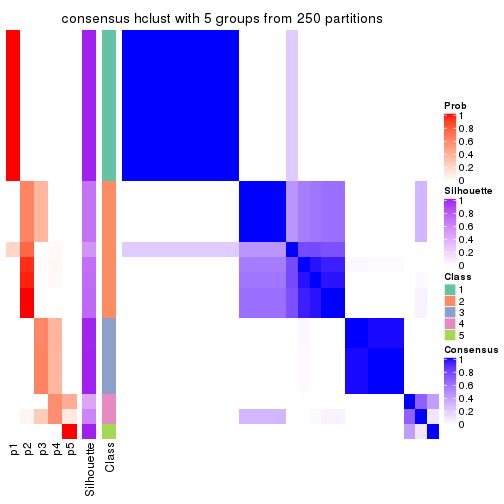 consensus hclust with 5 groups from 250 partitions
Prob
1
0.8
0.6
0.4
0.2
0
Silhouette
1
0.8
0.6
0.4
0.2
0
Class
1
2
3
4
5
Consensus
1
0.8
0.6
0.4
0.2
0
p1
p2
p3
p4
p5
Silhouette
Class